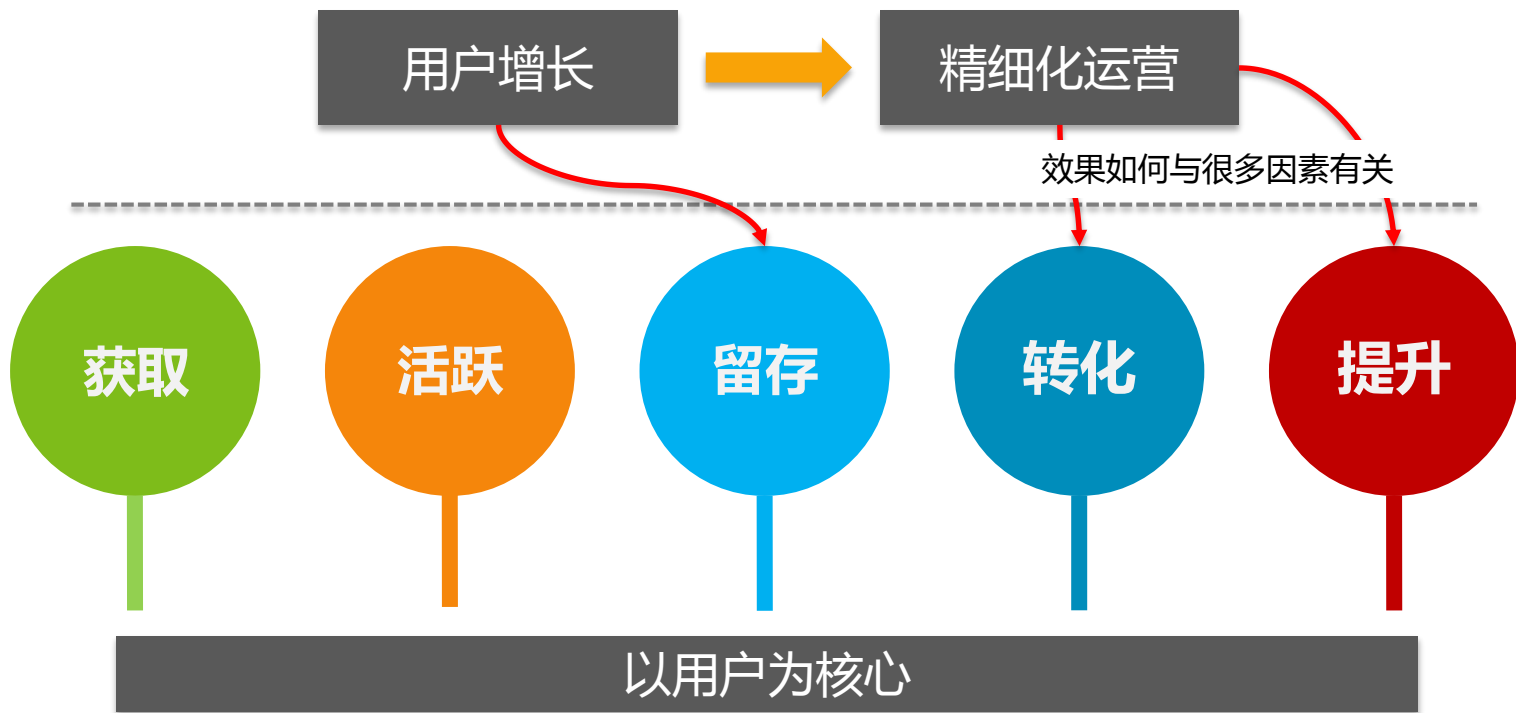 用户增长
精细化运营
效果如何与很多因素有关
获取
活跃
留存
转化
提升
以用户为核心